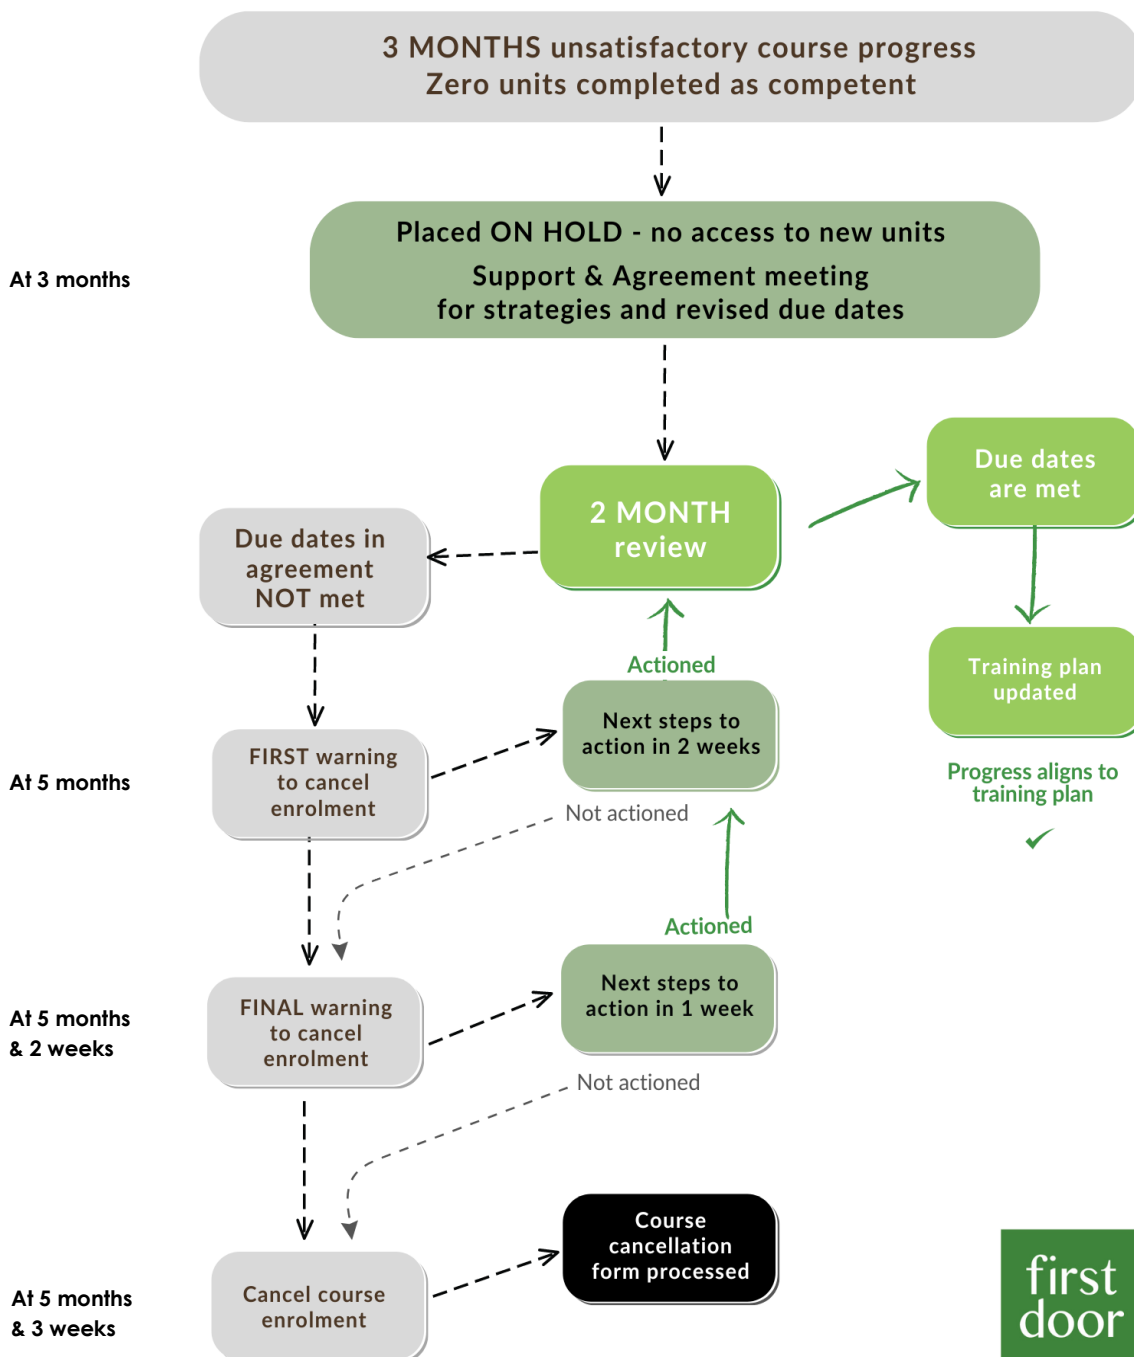 3 MONTHS unsatisfactory course progress
Zero units completed as competent
Placed ON HOLD - no access to new units
At 3 months
Support & Agreement meeting
for strategies and revised due dates
Due dates
are met
2 MONTH
review
Due dates in
agreement
NOT met
Actioned
Training plan
updated
Next steps to
action in 2 weeks
FIRST warning
to cancel
enrolment
At 5 months
Progress aligns to
training plan
Not actioned
Actioned
Next steps to
action in 1 week
FINAL warning
to cancel
enrolment
At 5 months
& 2 weeks
Not actioned
Course
cancellation
form processed
Cancel course
enrolment
At 5 months
& 3 weeks
first
door